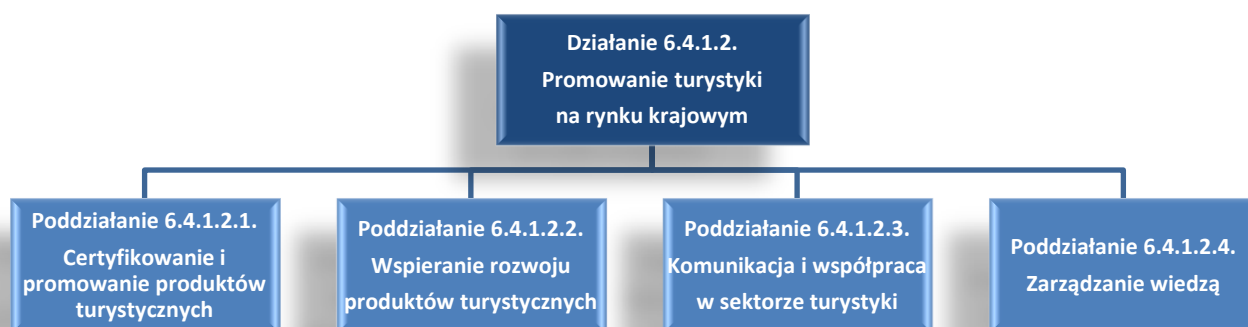 Działanie 6.4.1.2.
Promowanie turystyki
na rynku krajowym
Poddziałanie 6.4.1.2.1.
Certyfikowanie i
promowanie produktów
turystycznych
Poddziałanie 6.4.1.2.2.
Wspieranie rozwoju
produktów turystycznych
Poddziałanie 6.4.1.2.3.
Komunikacja i współpraca
w sektorze turystyki
Poddziałanie 6.4.1.2.4.
Zarządzanie wiedzą